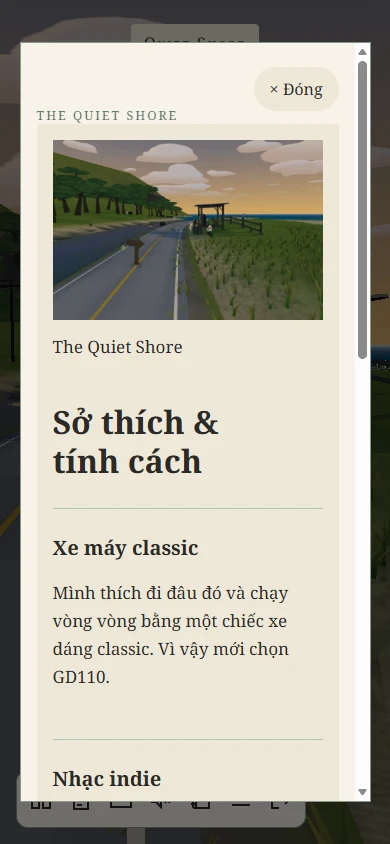 × Đóng
THE QUIET SHORE
The Quiet Shore
Sở thích &
tính cách
Xe máy classic
Mình thích đi đâu đó và chạy
vòng vòng bằng một chiếc xe
dáng classic. Vì vậy mới chọn
GD110.
Nhạc indie